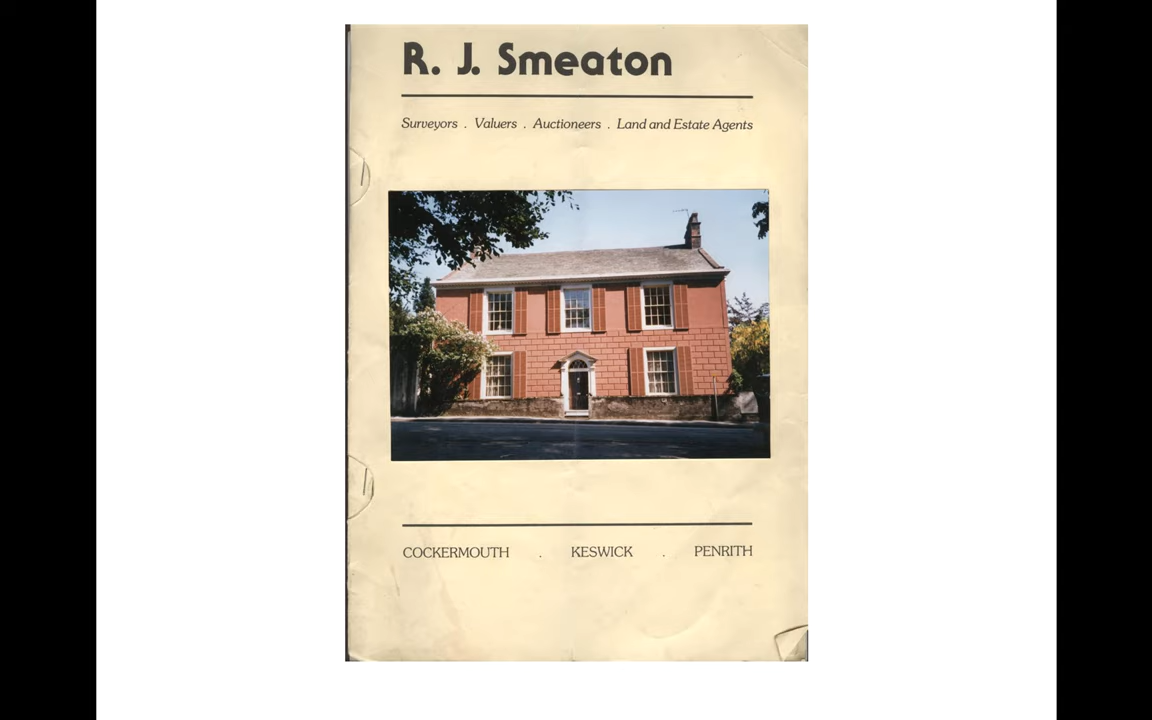 R. J. Smeaton
Surveyors . Valuers . Auctioneers . Land and Estate Agents
COCKERMOUTH . KESWICK . PENRITH